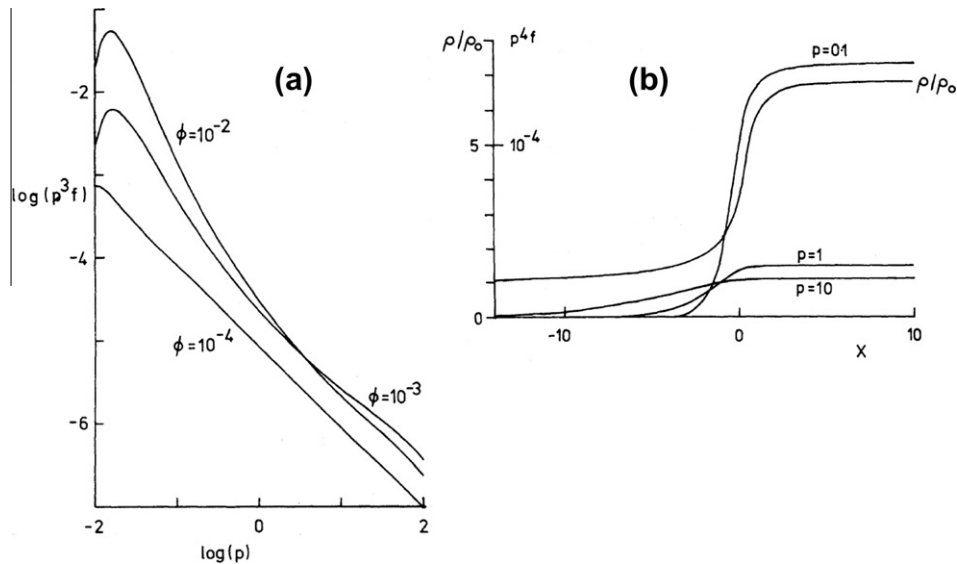 (a)
-2
-4
-6
log(p³f)
ϕ=10⁻²
ϕ=10⁻⁴
ϕ=10⁻³
-2
0
2
log(p)
(b)
ρ/ρ₀
p⁴f
5
10⁻⁴
0
p=0·1
ρ/ρ₀
p=1
p=10
-10
0
10
X